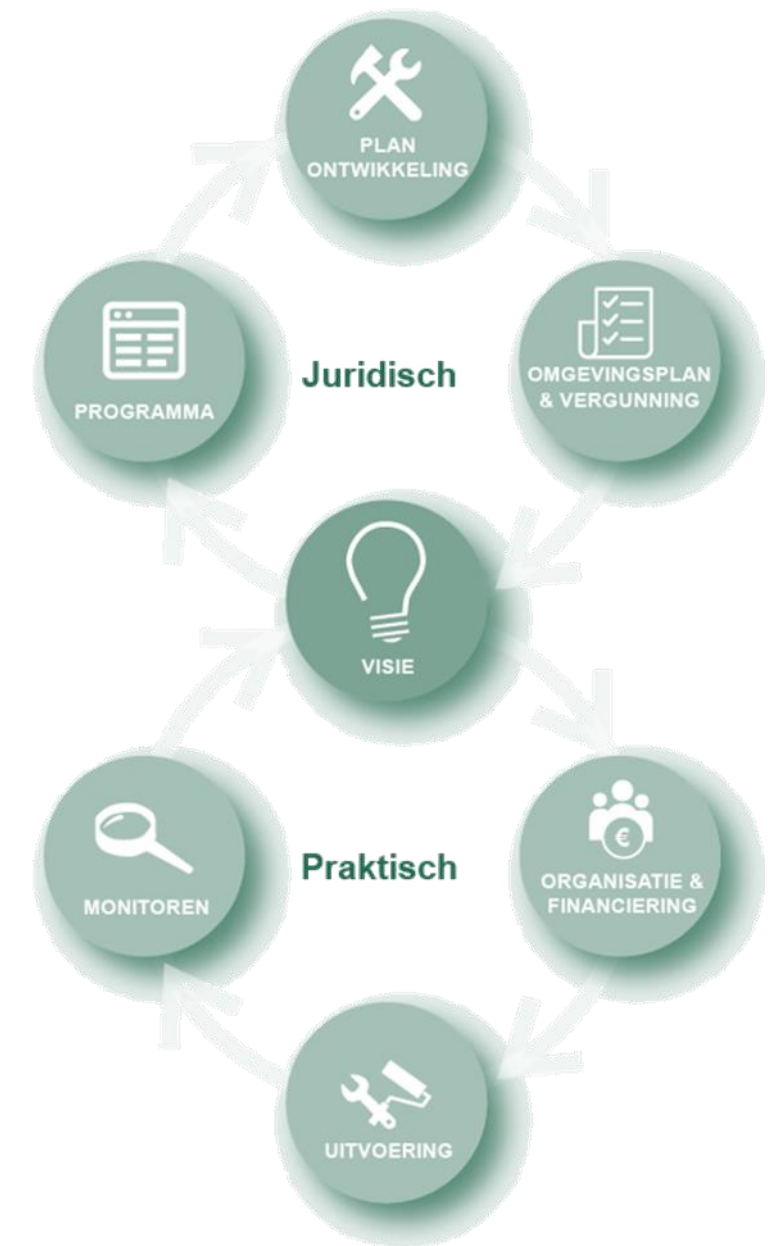 PLAN
ONTWIKKELING
PROGRAMMA
Juridisch
OMGEVINGSPLAN
& VERGUNNING
VISIE
MONITOREN
Praktisch
ORGANISATIE &
FINANCIERING
€
UITVOERING